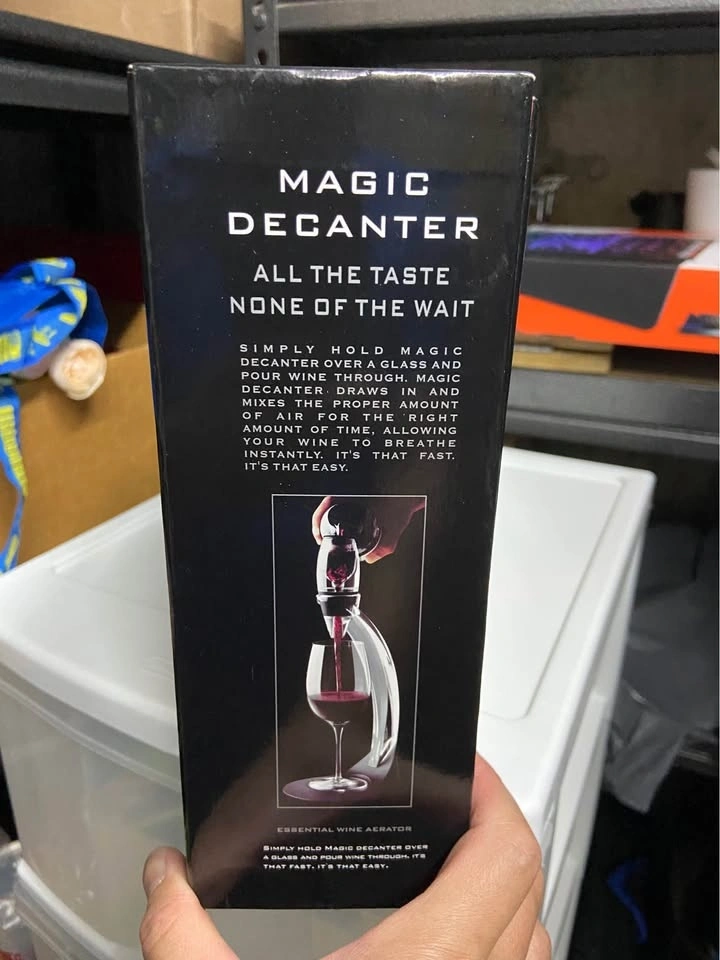 MAGIC
DECANTER
ALL THE TASTE
NONE OF THE WAIT
SIMPLY HOLD MAGIC
DECANTER OVER A GLASS AND
POUR WINE THROUGH. MAGIC
DECANTER DRAWS IN AND
MIXES THE PROPER AMOUNT
OF AIR FOR THE RIGHT
AMOUNT OF TIME, ALLOWING
YOUR WINE TO BREATHE
INSTANTLY. IT'S THAT FAST.
IT'S THAT EASY.
ESSENTIAL WINE AERATOR
SIMPLY HOLD MAGIC DECANTER OVER
A GLASS AND POUR WINE THROUGH. IT'S
THAT FAST. IT'S THAT EASY.